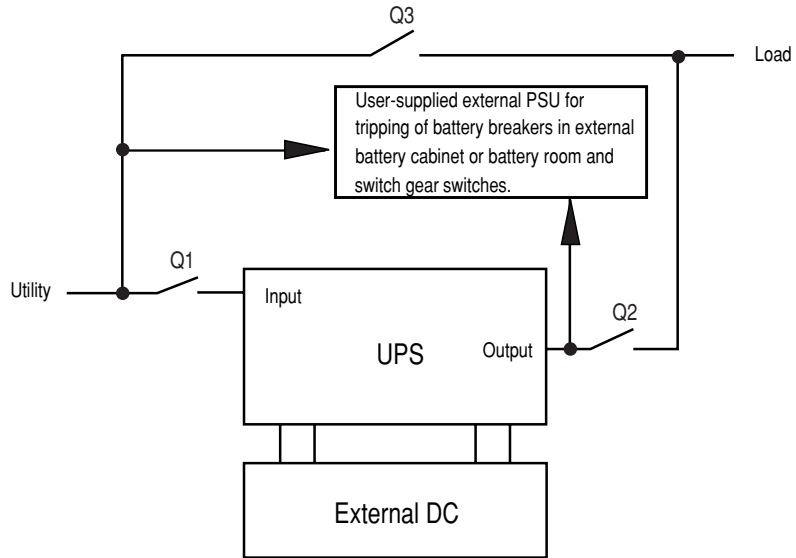 Q3
Load
User-supplied external PSU for
tripping of battery breakers in external
battery cabinet or battery room and
switch gear switches.
Q1
Utility
Input
Q2
UPS
Output
External DC